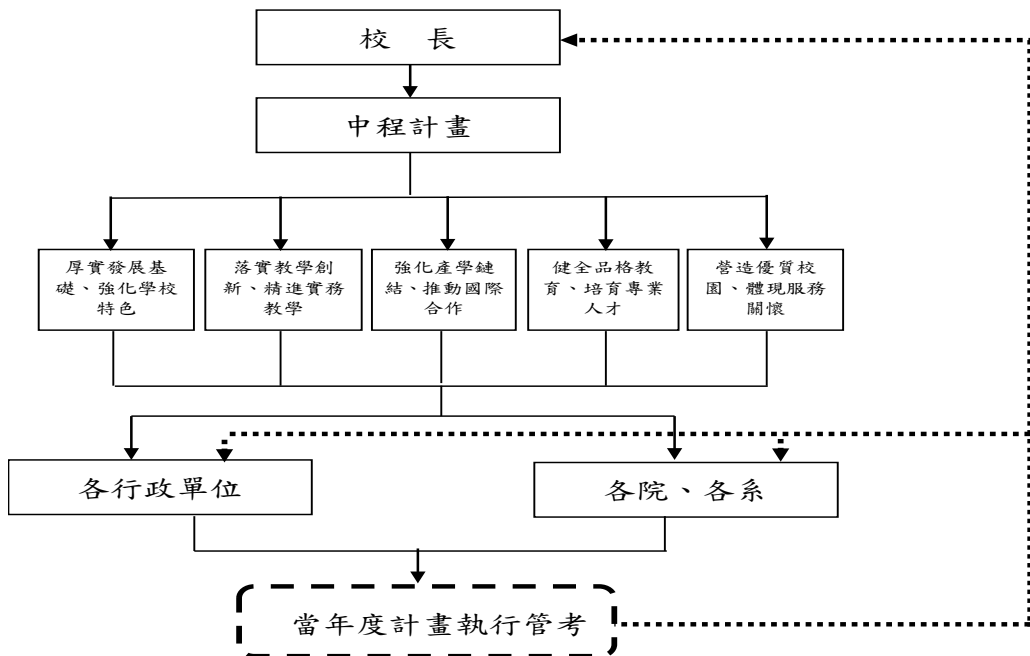 校 長
中程計畫
厚實發展基
礎、強化學校
特色
落實教學創
新、精進實務
教學
強化產學鏈
結、推動國際
合作
健全品格教
育、培育專業
人才
營造優質校
園、體現服務
關懷
各行政單位
各院、各系
當年度計畫執行管考